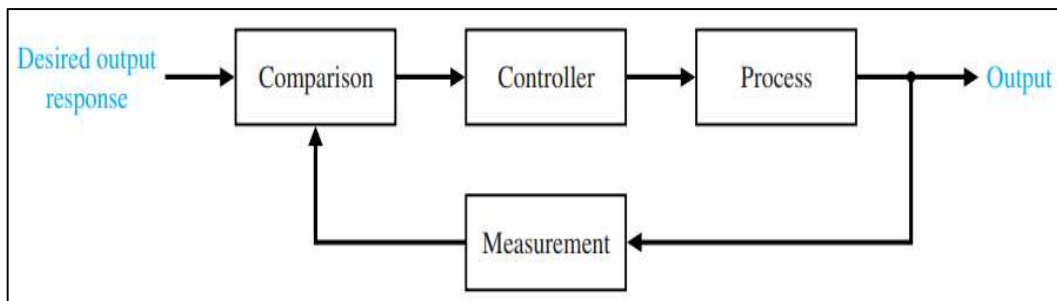 Desired output
response
Comparison
Controller
Process
Output
Measurement